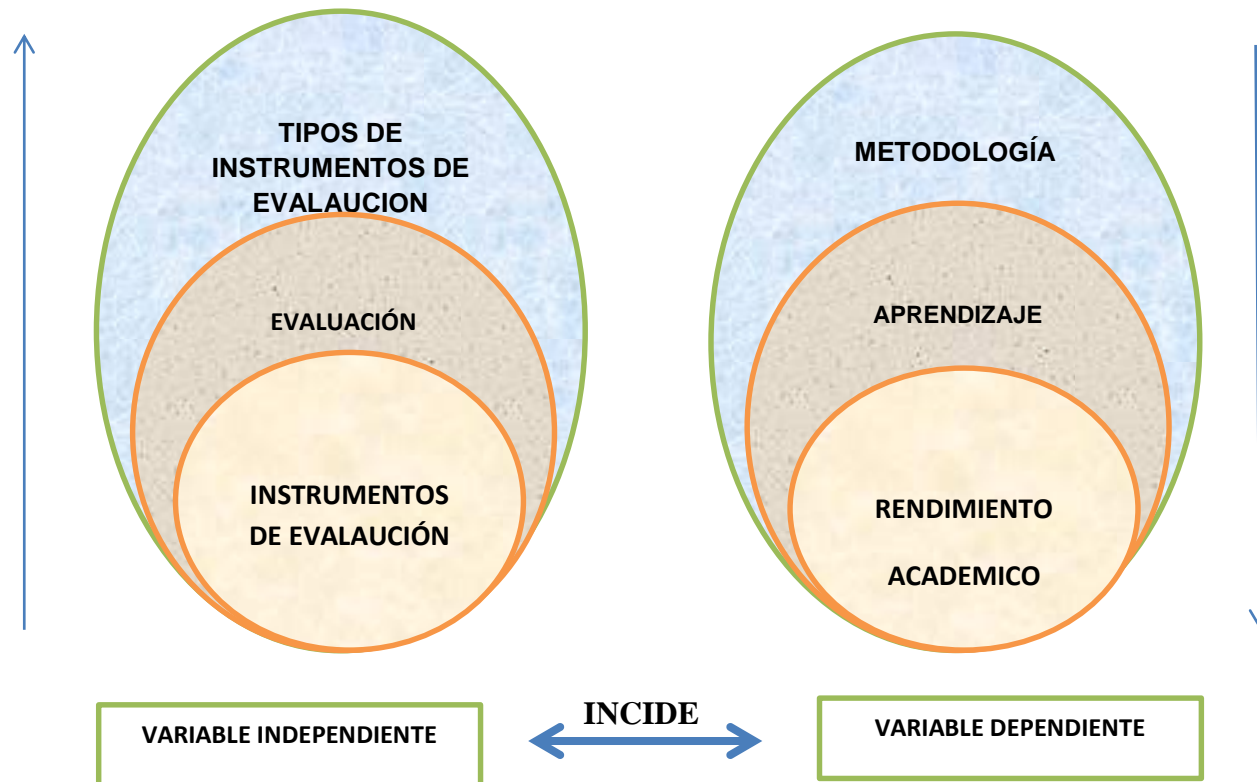 TIPOS DE
INSTRUMENTOS DE
EVALAUCION
EVALUACIÓN
INSTRUMENTOS
DE EVALAUCIÓN
METODOLOGÍA
APRENDIZAJE
RENDIMIENTO
ACADEMICO
VARIABLE INDEPENDIENTE
INCIDE
VARIABLE DEPENDIENTE